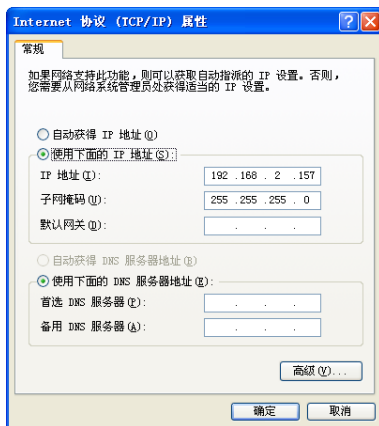 Internet 协议 (TCP/IP) 属性
常规
如果网络支持此功能，则可以获取自动指派的 IP 设置。否则，
您需要从网络系统管理员处获得适当的 IP 设置。
自动获得 IP 地址(O)
使用下面的 IP 地址(S):
IP 地址(I): 192 .168 . 2 .157
子网掩码(U): 255 .255 .255 . 0
默认网关(D): . . .
自动获得 DNS 服务器地址(B)
使用下面的 DNS 服务器地址(E):
首选 DNS 服务器(P): . . .
备用 DNS 服务器(A): . . .
高级(V)...
确定 取消